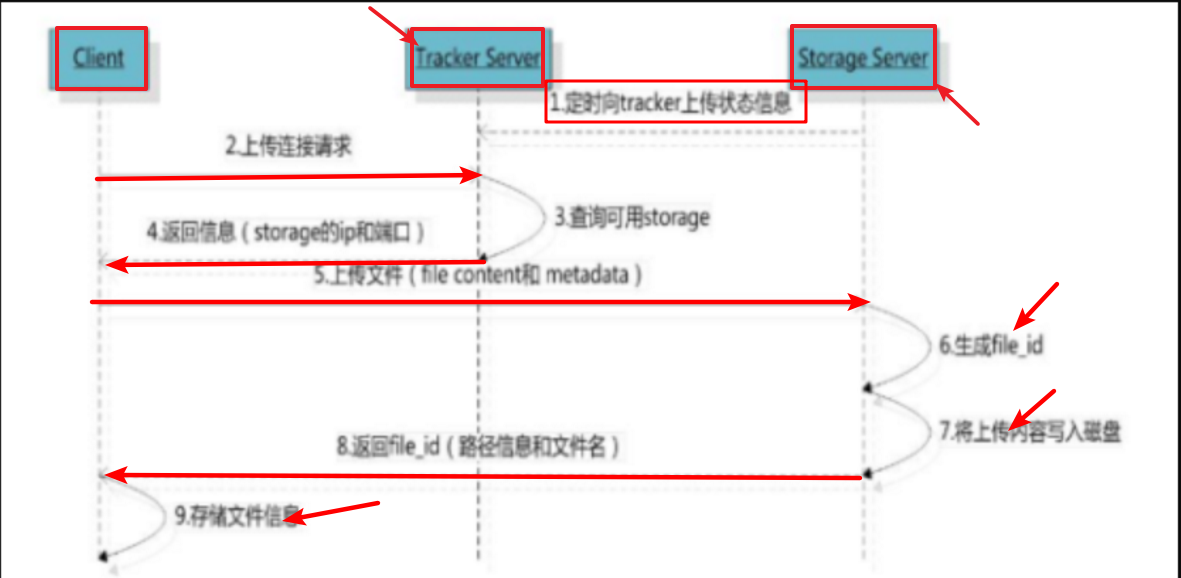 Client
Tracker Server
Storage Server
1.定时向tracker上传状态信息
2.上传连接请求
3.查询可用storage
4.返回信息（storage的ip和端口）
5.上传文件（file content和 metadata）
6.生成file_id
7.将上传内容写入磁盘
8.返回file_id（路径信息和文件名）
9.存储文件信息